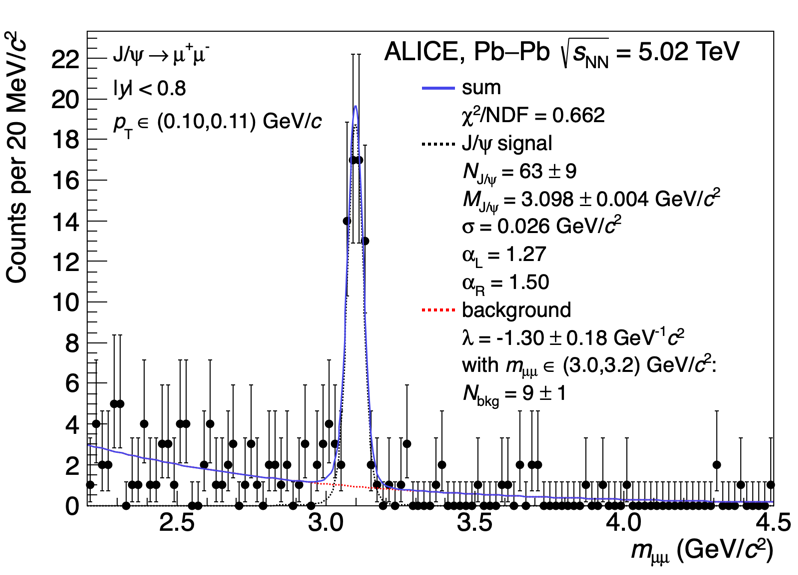 Counts per 20 MeV/c²
22
20
18
16
14
12
10
8
6
4
2
0
J/ψ → μ⁺μ⁻
|y| < 0.8
p_T ∈ (0.10,0.11) GeV/c
ALICE, Pb–Pb √s_NN = 5.02 TeV
sum
χ²/NDF = 0.662
J/ψ signal
N_J/ψ = 63 ± 9
M_J/ψ = 3.098 ± 0.004 GeV/c²
σ = 0.026 GeV/c²
α_L = 1.27
α_R = 1.50
background
λ = -1.30 ± 0.18 GeV⁻¹c²
with m_μμ ∈ (3.0,3.2) GeV/c²:
N_bkg = 9 ± 1
2.5 3.0 3.5 4.0 4.5
m_μμ (GeV/c²)